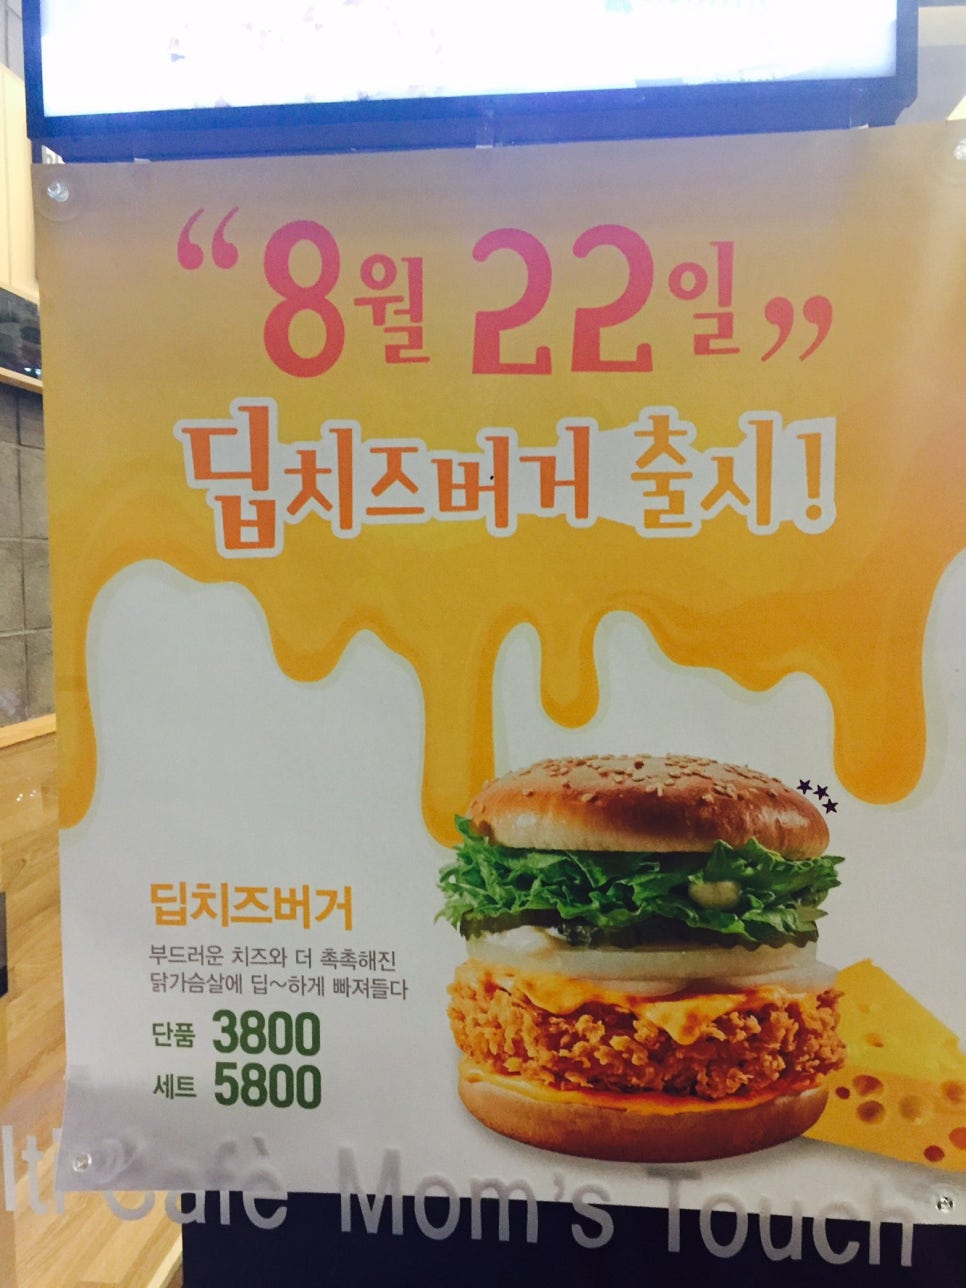 “8월 22일”
딥치즈버거 출시!
딥치즈버거
부드러운 치즈와 더 촉촉해진
닭가슴살에 딥~하게 빠져들다
단품 3800
세트 5800
Cafè Mom's Touch